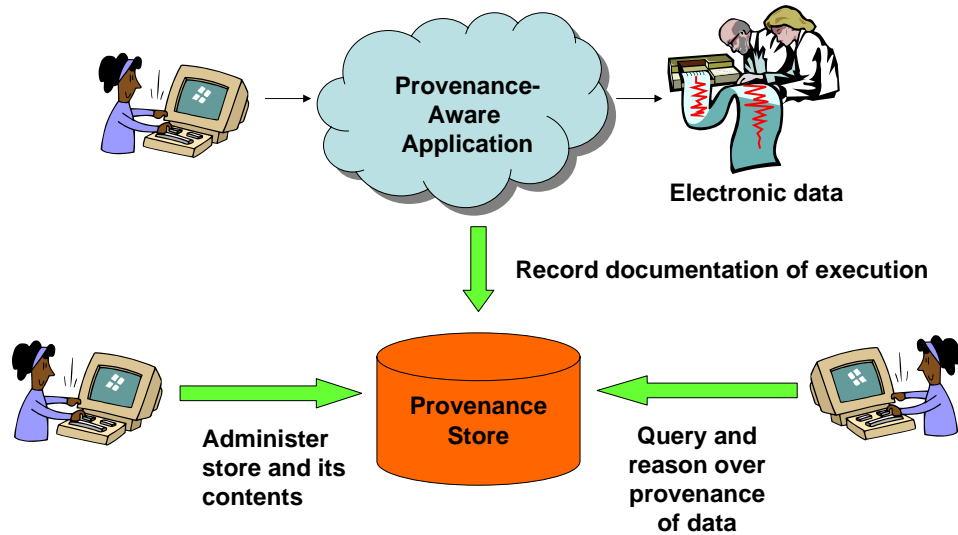 Provenance-
Aware
Application
Electronic data
Record documentation of execution
Provenance
Store
Administer
store and its
contents
Query and
reason over
provenance
of data